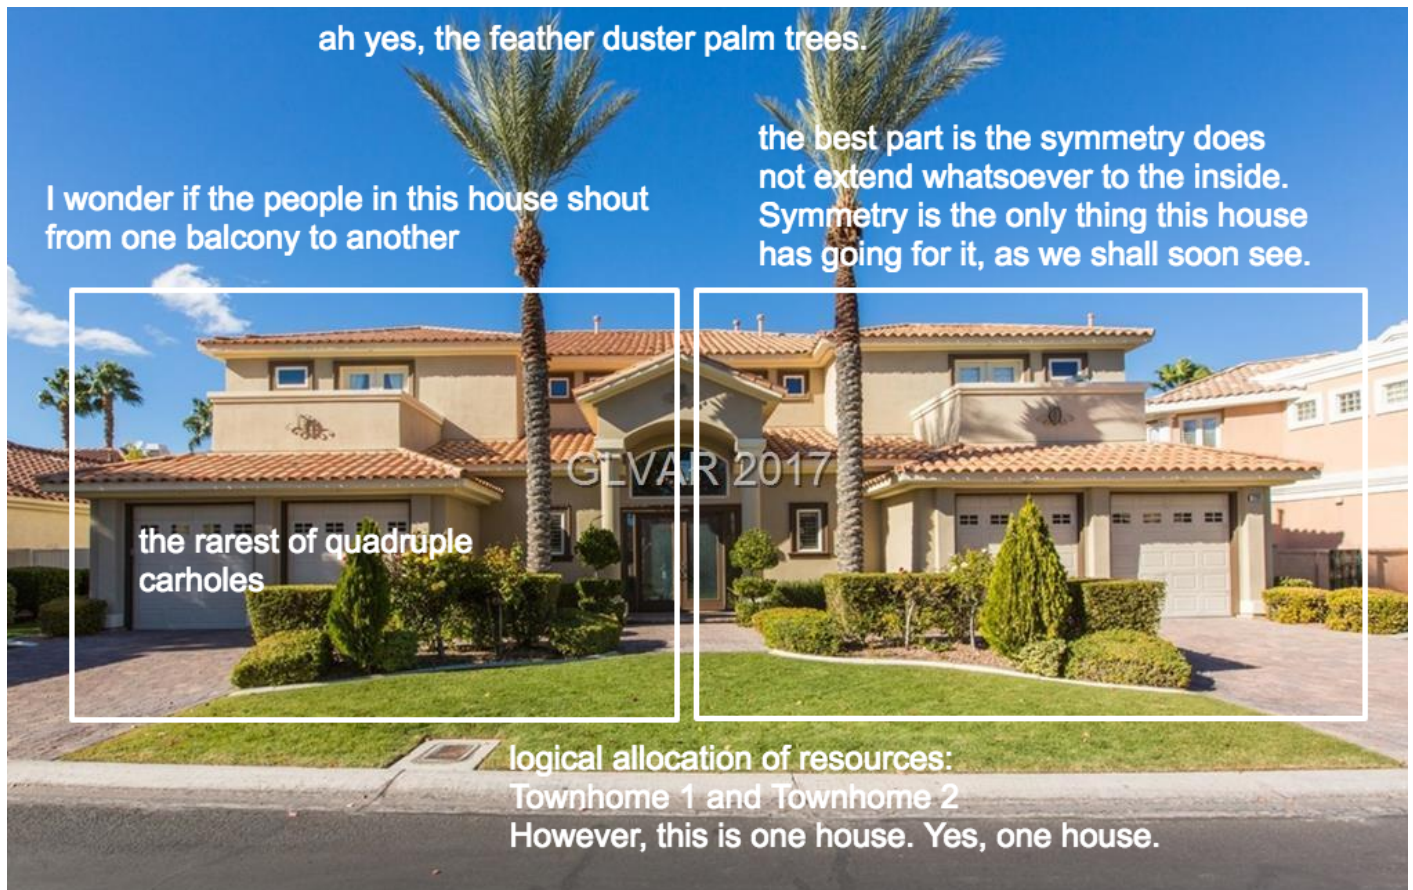 ah yes, the feather duster palm trees.
the best part is the symmetry does
not extend whatsoever to the inside.
Symmetry is the only thing this house
has going for it, as we shall soon see.
I wonder if the people in this house shout
from one balcony to another
GLVAR 2017
the rarest of quadruple
carholes
logical allocation of resources:
Townhome 1 and Townhome 2
However, this is one house. Yes, one house.